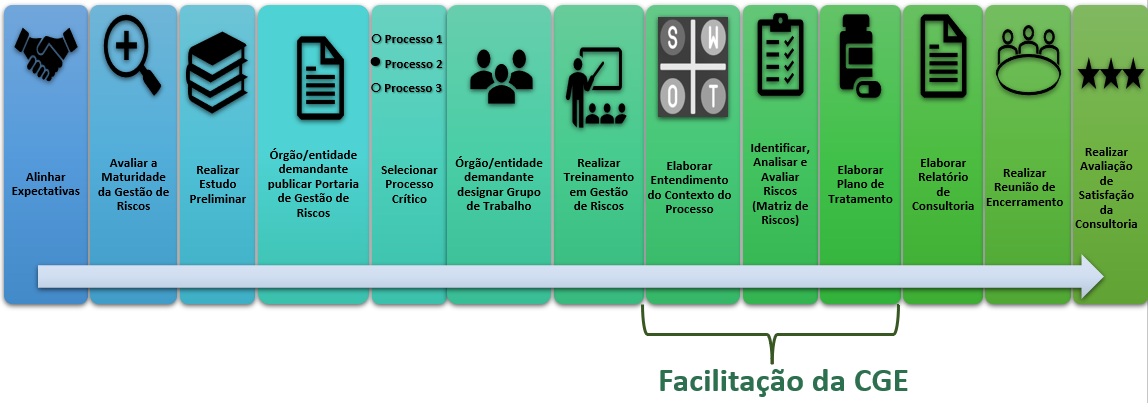 Alinhar
Expectativas
Avaliar a
Maturidade
da Gestão de
Riscos
Realizar
Estudo
Preliminar
Órgão/entidade
demandante
publicar Portaria
de Gestão de
Riscos
Processo 1
Processo 2
Processo 3
Selecionar
Processo
Crítico
Órgão/entidade
demandante
designar Grupo
de Trabalho
Realizar
Treinamento
em Gestão
de Riscos
S W
O T
Elaborar
Entendimento
do Contexto do
Processo
Identificar,
Analisar e
Avaliar
Riscos
(Matriz de
Riscos)
Elaborar
Plano de
Tratamento
Elaborar
Relatório
de
Consultoria
Realizar
Reunião de
Encerramento
Realizar
Avaliação
de
Satisfação
da
Consultoria
Facilitação da CGE